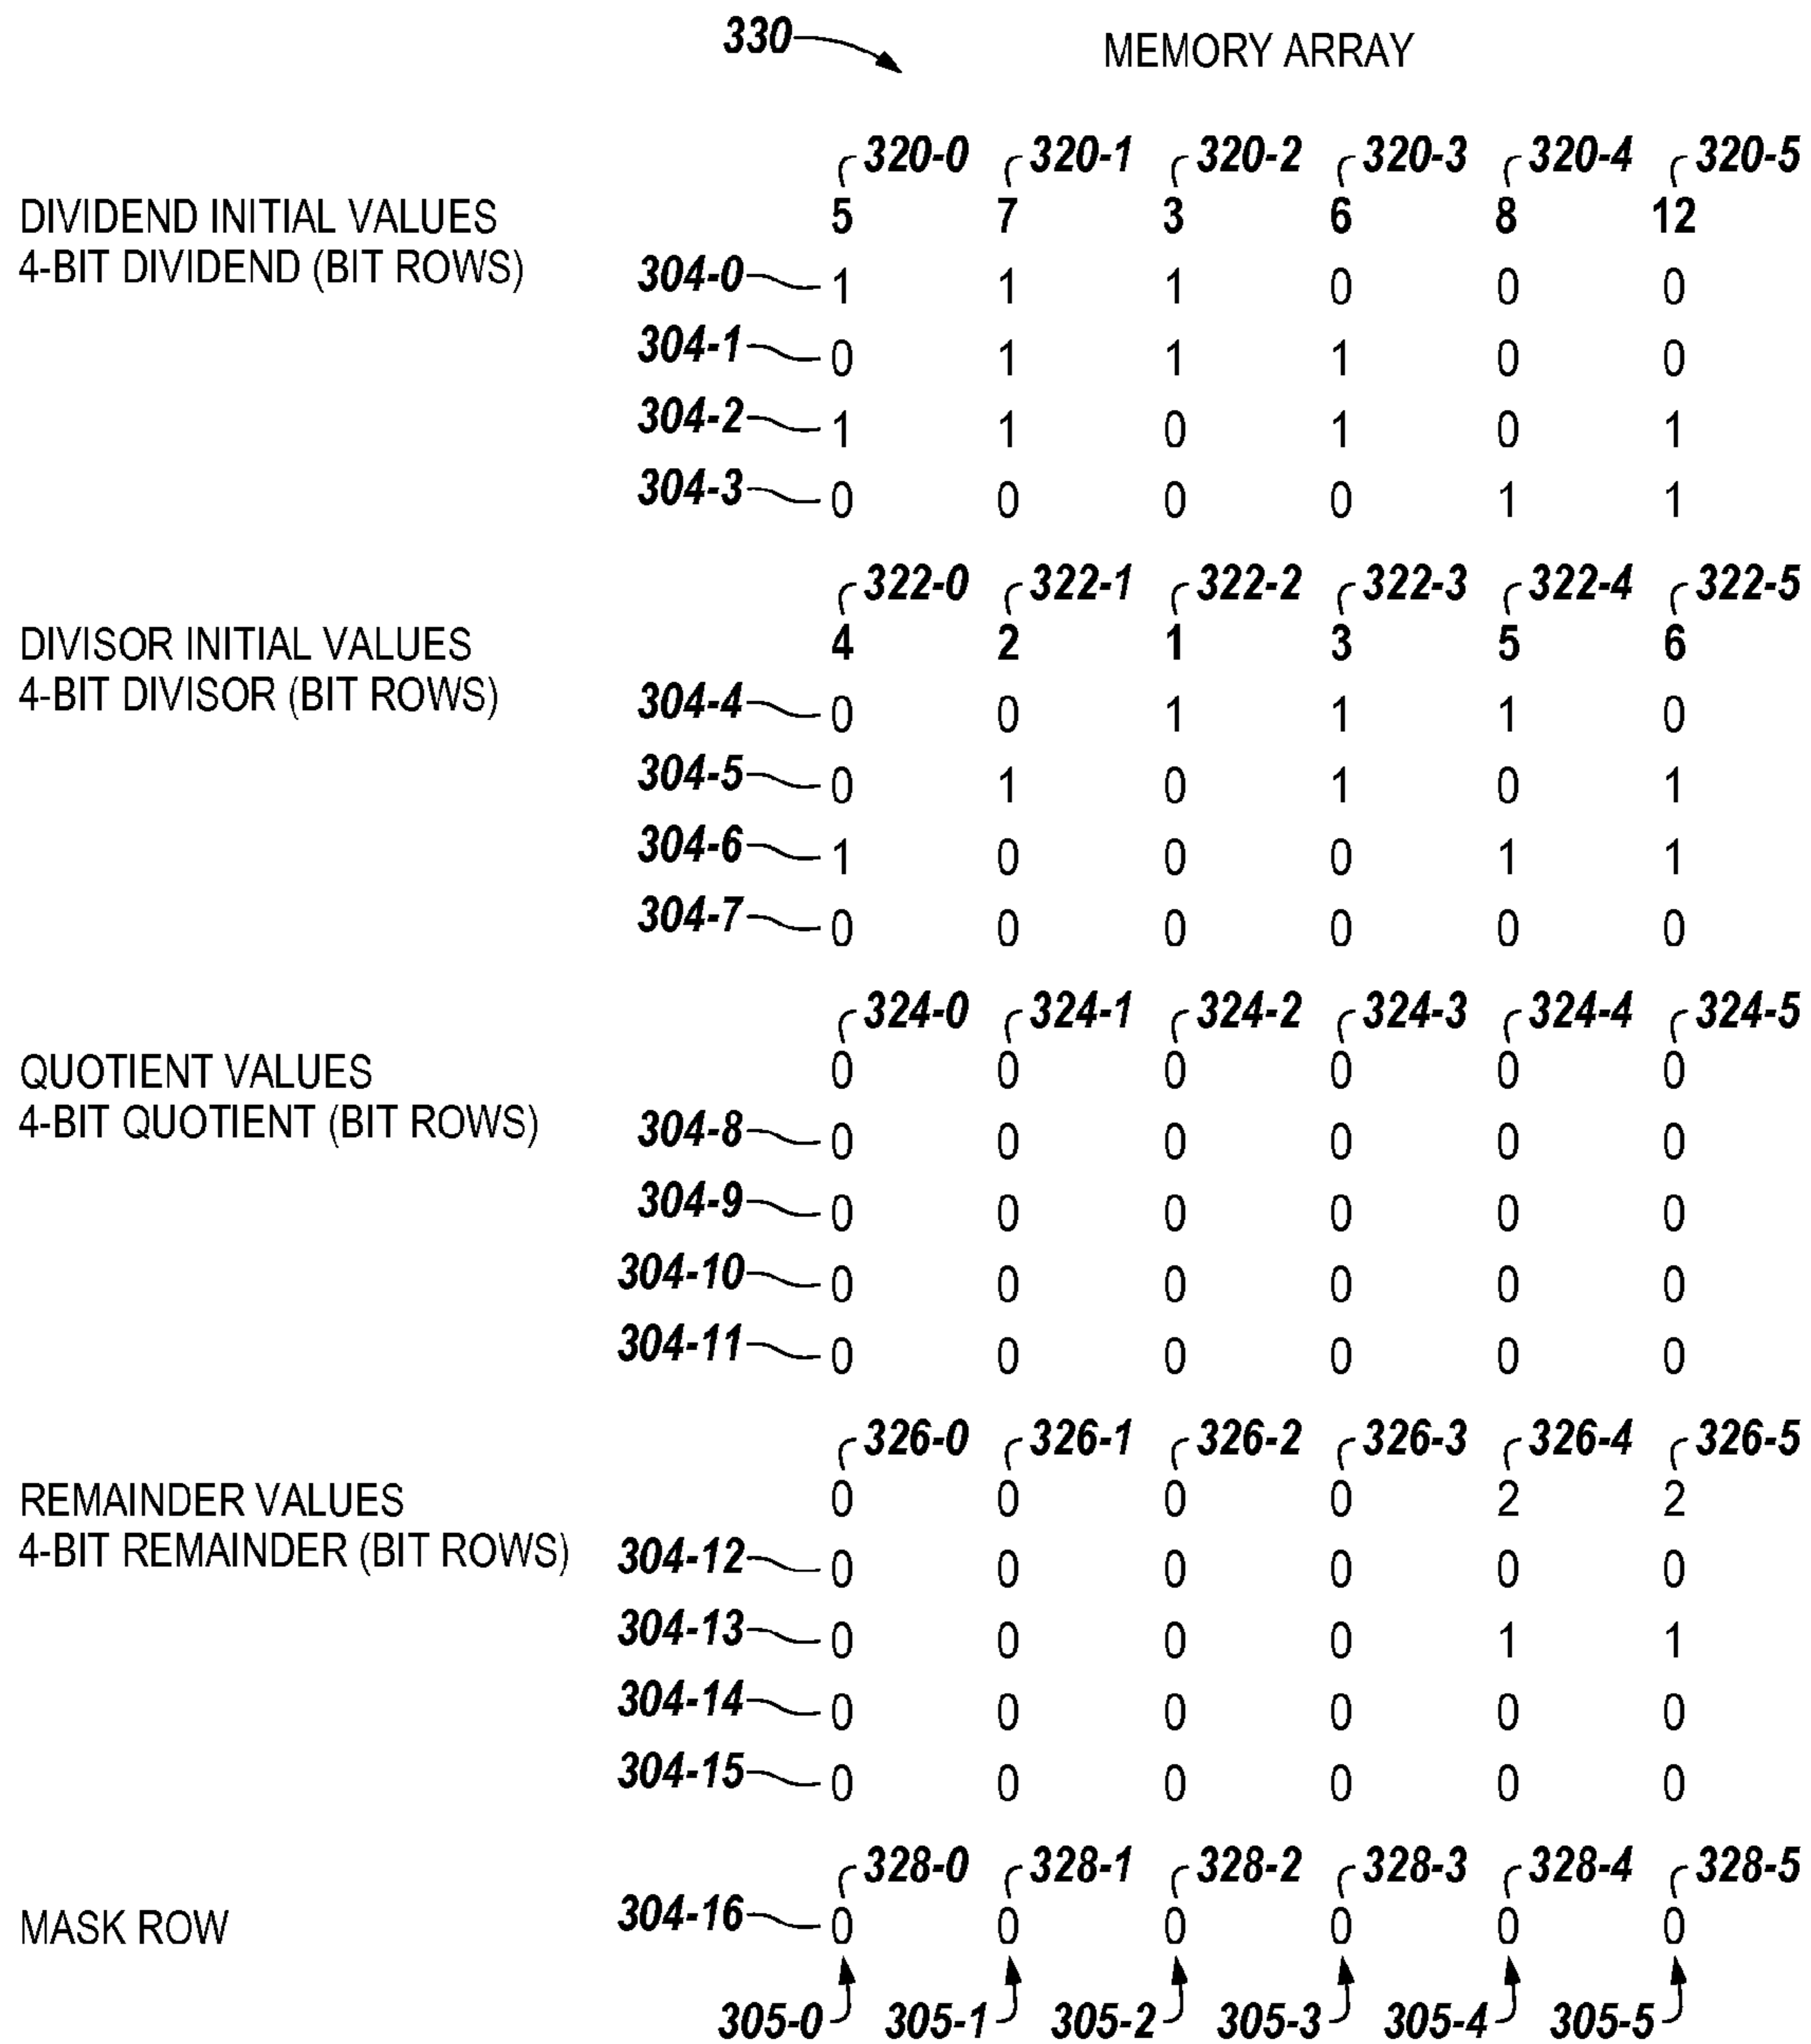 330 MEMORY ARRAY
320-0 320-1 320-2 320-3 320-4 320-5
DIVIDEND INITIAL VALUES 5 7 3 6 8 12
4-BIT DIVIDEND (BIT ROWS)
304-0 1 1 1 0 0 0
304-1 0 1 1 1 0 0
304-2 1 1 0 1 0 1
304-3 0 0 0 0 1 1
322-0 322-1 322-2 322-3 322-4 322-5
DIVISOR INITIAL VALUES 4 2 1 3 5 6
4-BIT DIVISOR (BIT ROWS)
304-4 0 0 1 1 1 0
304-5 0 1 0 1 0 1
304-6 1 0 0 0 1 1
304-7 0 0 0 0 0 0
324-0 324-1 324-2 324-3 324-4 324-5
QUOTIENT VALUES 0 0 0 0 0 0
4-BIT QUOTIENT (BIT ROWS)
304-8 0 0 0 0 0 0
304-9 0 0 0 0 0 0
304-10 0 0 0 0 0 0
304-11 0 0 0 0 0 0
326-0 326-1 326-2 326-3 326-4 326-5
REMAINDER VALUES 0 0 0 0 2 2
4-BIT REMAINDER (BIT ROWS)
304-12 0 0 0 0 0 0
304-13 0 0 0 0 1 1
304-14 0 0 0 0 0 0
304-15 0 0 0 0 0 0
328-0 328-1 328-2 328-3 328-4 328-5
MASK ROW 304-16 0 0 0 0 0 0
305-0 305-1 305-2 305-3 305-4 305-5